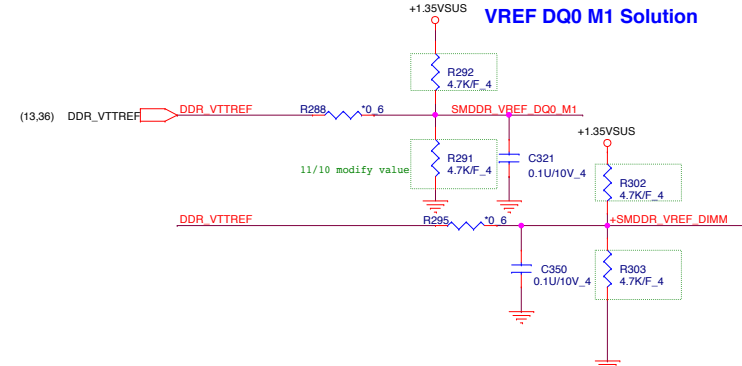 +1.35VSUS
VREF DQ0 M1 Solution
R292
4.7K/F_4
(13,36) DDR_VTTREF
DDR_VTTREF
R288
*0_6
SMDDR_VREF_DQ0_M1
+1.35VSUS
11/10 modify value
R291
4.7K/F_4
C321
0.1U/10V_4
R302
4.7K/F_4
DDR_VTTREF
R295
*0_6
+SMDDR_VREF_DIMM
C350
0.1U/10V_4
R303
4.7K/F_4